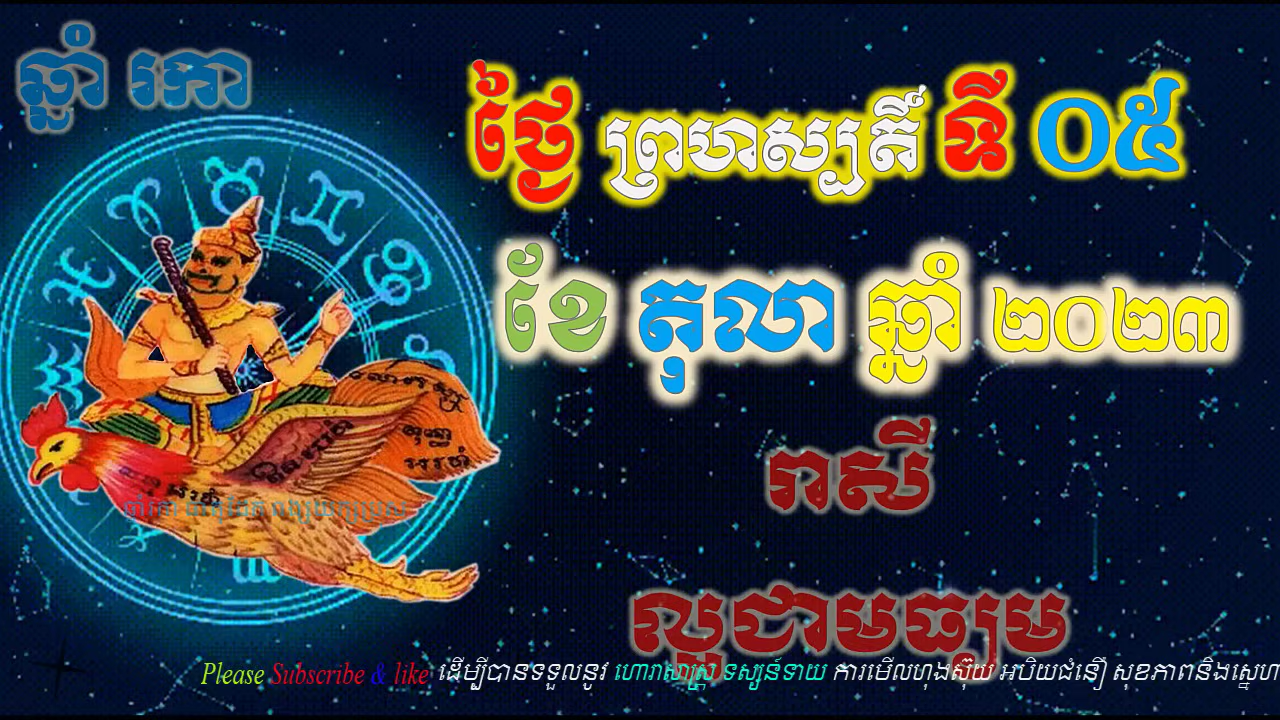 ឆ្នាំ រកា
ថ្ងៃ ព្រហស្បតិ៍ ទី ០៥
ខែ តុលា ឆ្នាំ ២០២៣
រាសី
ល្អជាមធ្យម
Please Subscribe & like ដើម្បីបានទទួលនូវ ហោរាសាស្ត្រ ទស្សន៍ទាយ ការមើលហុងស៊ុយ អបិយជំនឿ សុខភាពនិងស្នេហ